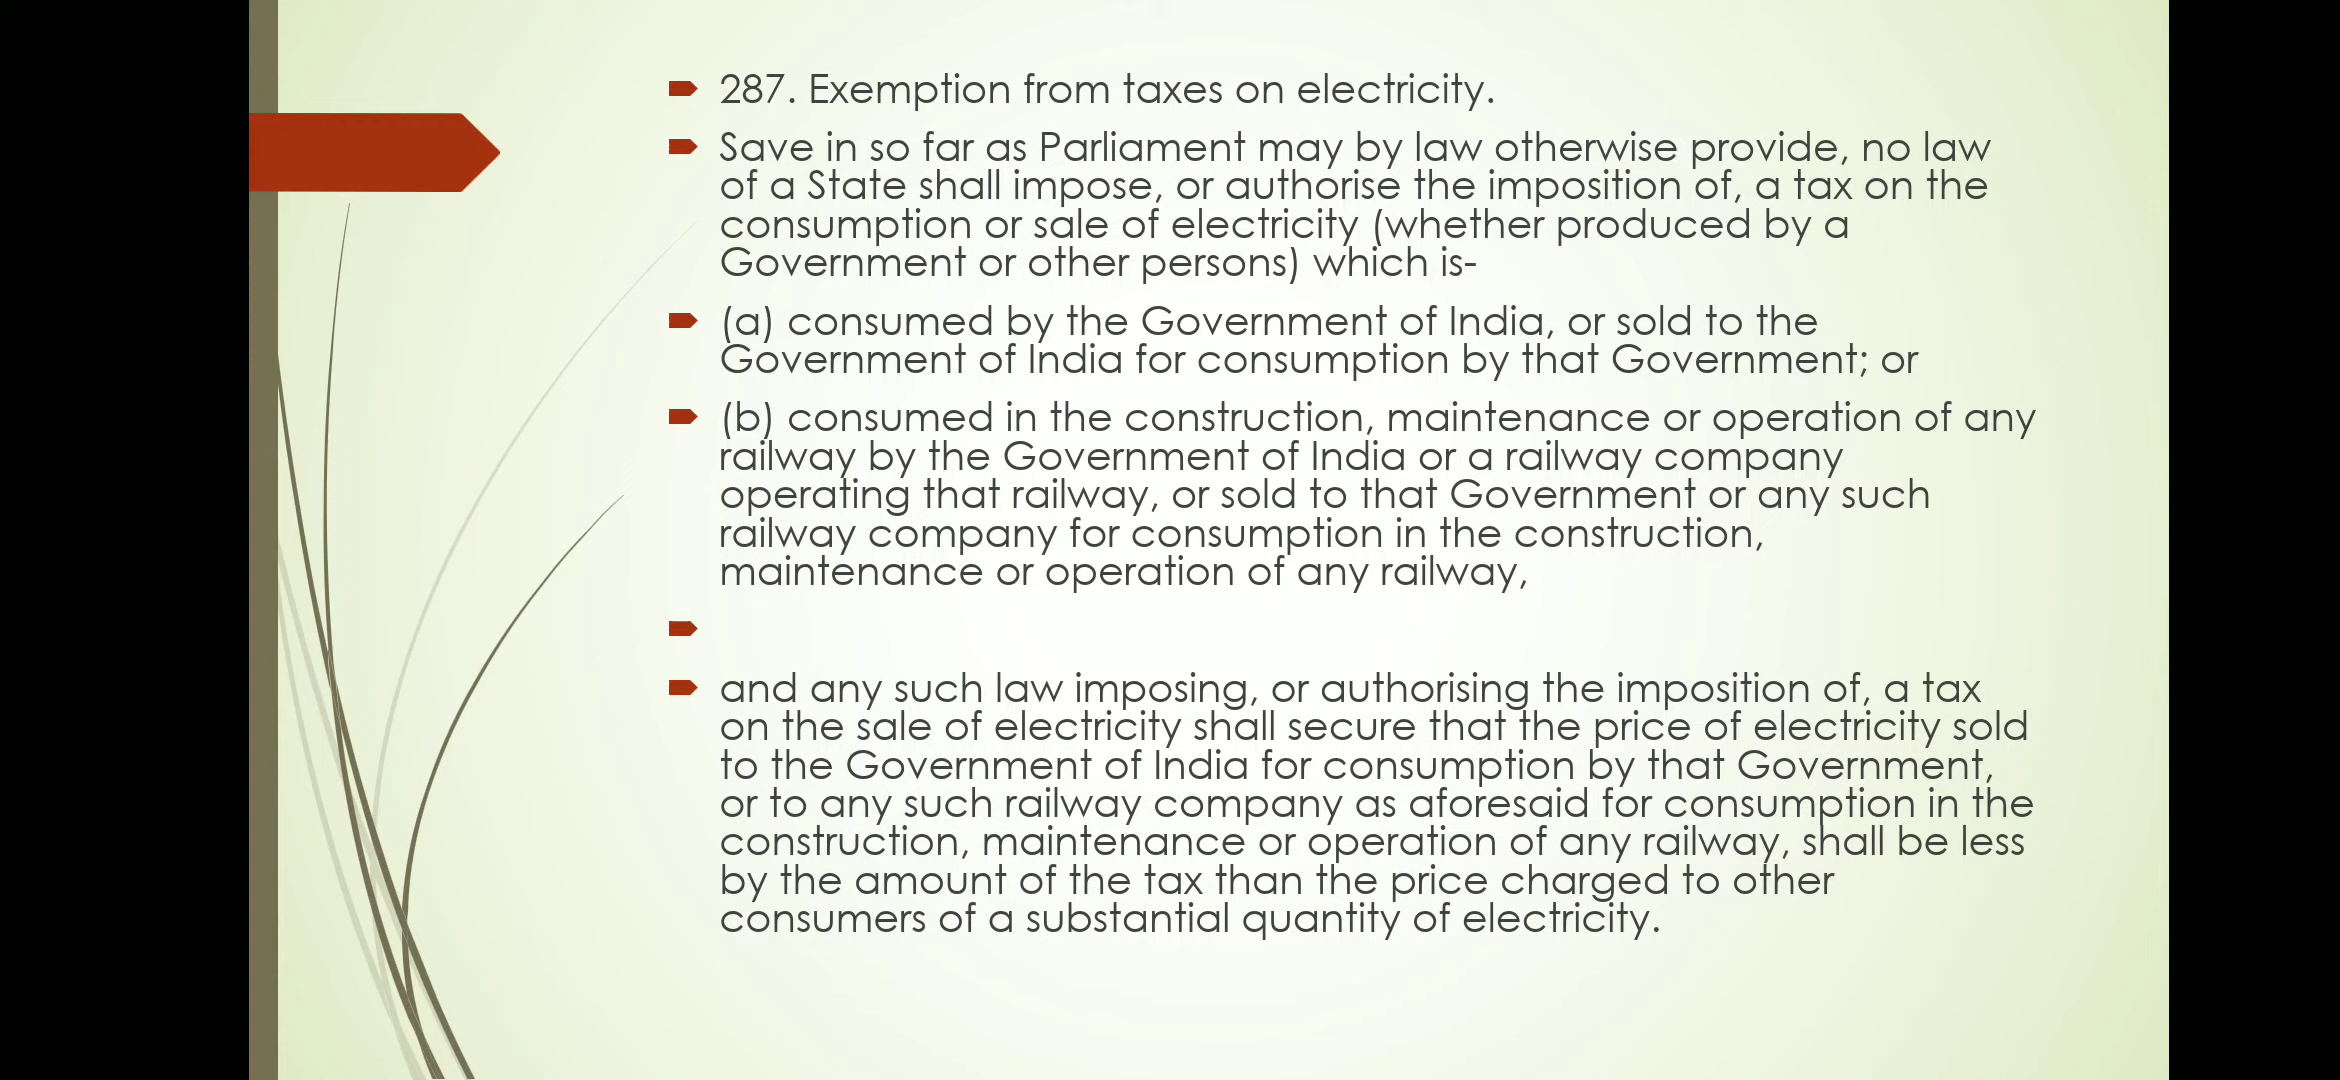 287. Exemption from taxes on electricity.
Save in so far as Parliament may by law otherwise provide, no law
of a State shall impose, or authorise the imposition of, a tax on the
consumption or sale of electricity (whether produced by a
Government or other persons) which is-
(a) consumed by the Government of India, or sold to the
Government of India for consumption by that Government; or
(b) consumed in the construction, maintenance or operation of any
railway by the Government of India or a railway company
operating that railway, or sold to that Government or any such
railway company for consumption in the construction,
maintenance or operation of any railway,
and any such law imposing, or authorising the imposition of, a tax
on the sale of electricity shall secure that the price of electricity sold
to the Government of India for consumption by that Government,
or to any such railway company as aforesaid for consumption in the
construction, maintenance or operation of any railway, shall be less
by the amount of the tax than the price charged to other
consumers of a substantial quantity of electricity.